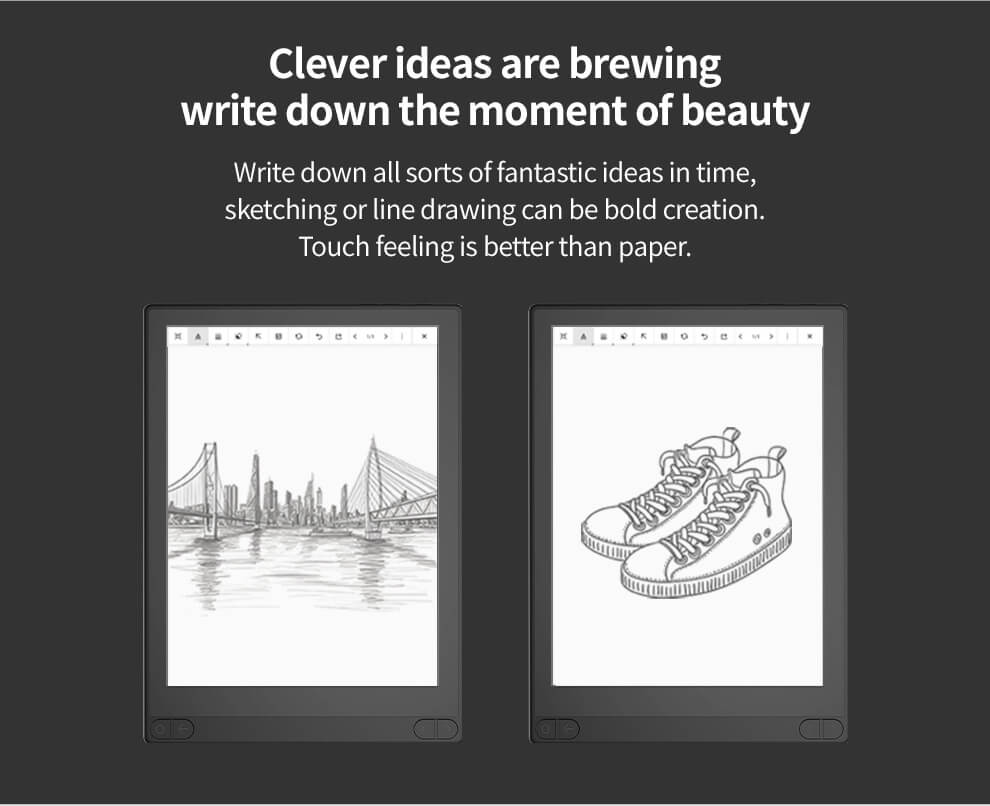 Clever ideas are brewing
write down the moment of beauty
Write down all sorts of fantastic ideas in time,
sketching or line drawing can be bold creation.
Touch feeling is better than paper.